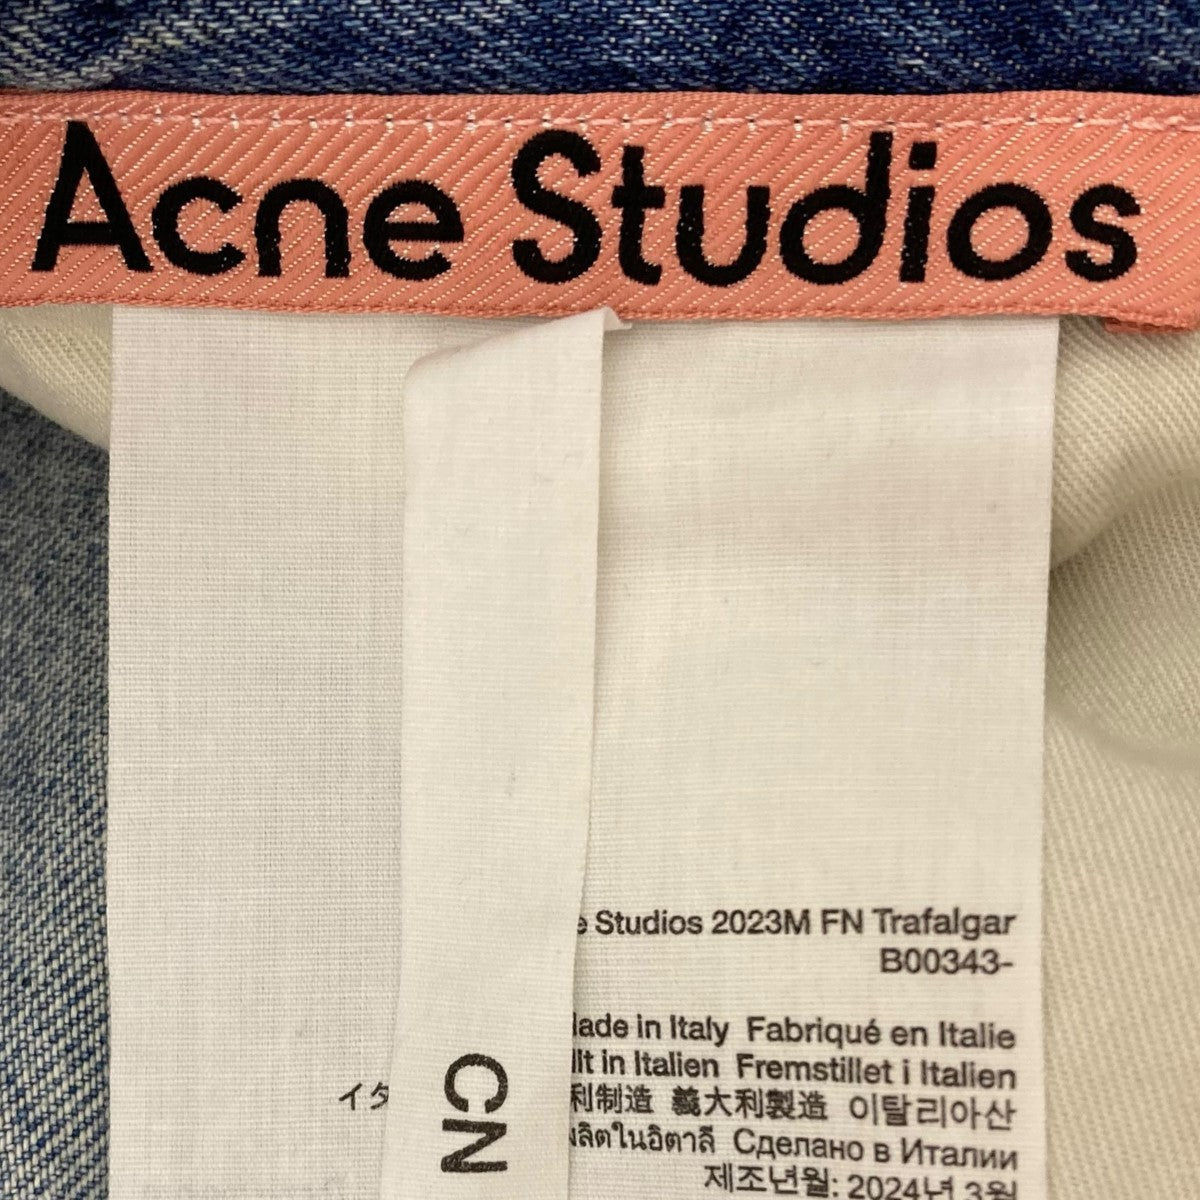 Acne Studios
Studios 2023M FN Trafalgar
B00343-
in Italy Fabriqué en Italie
in Italien Fremstillet i Italien
利制造 義大利製造 이탈리아산
Сделано в Италии
제조년월: 2024년 3월
イタ
CN